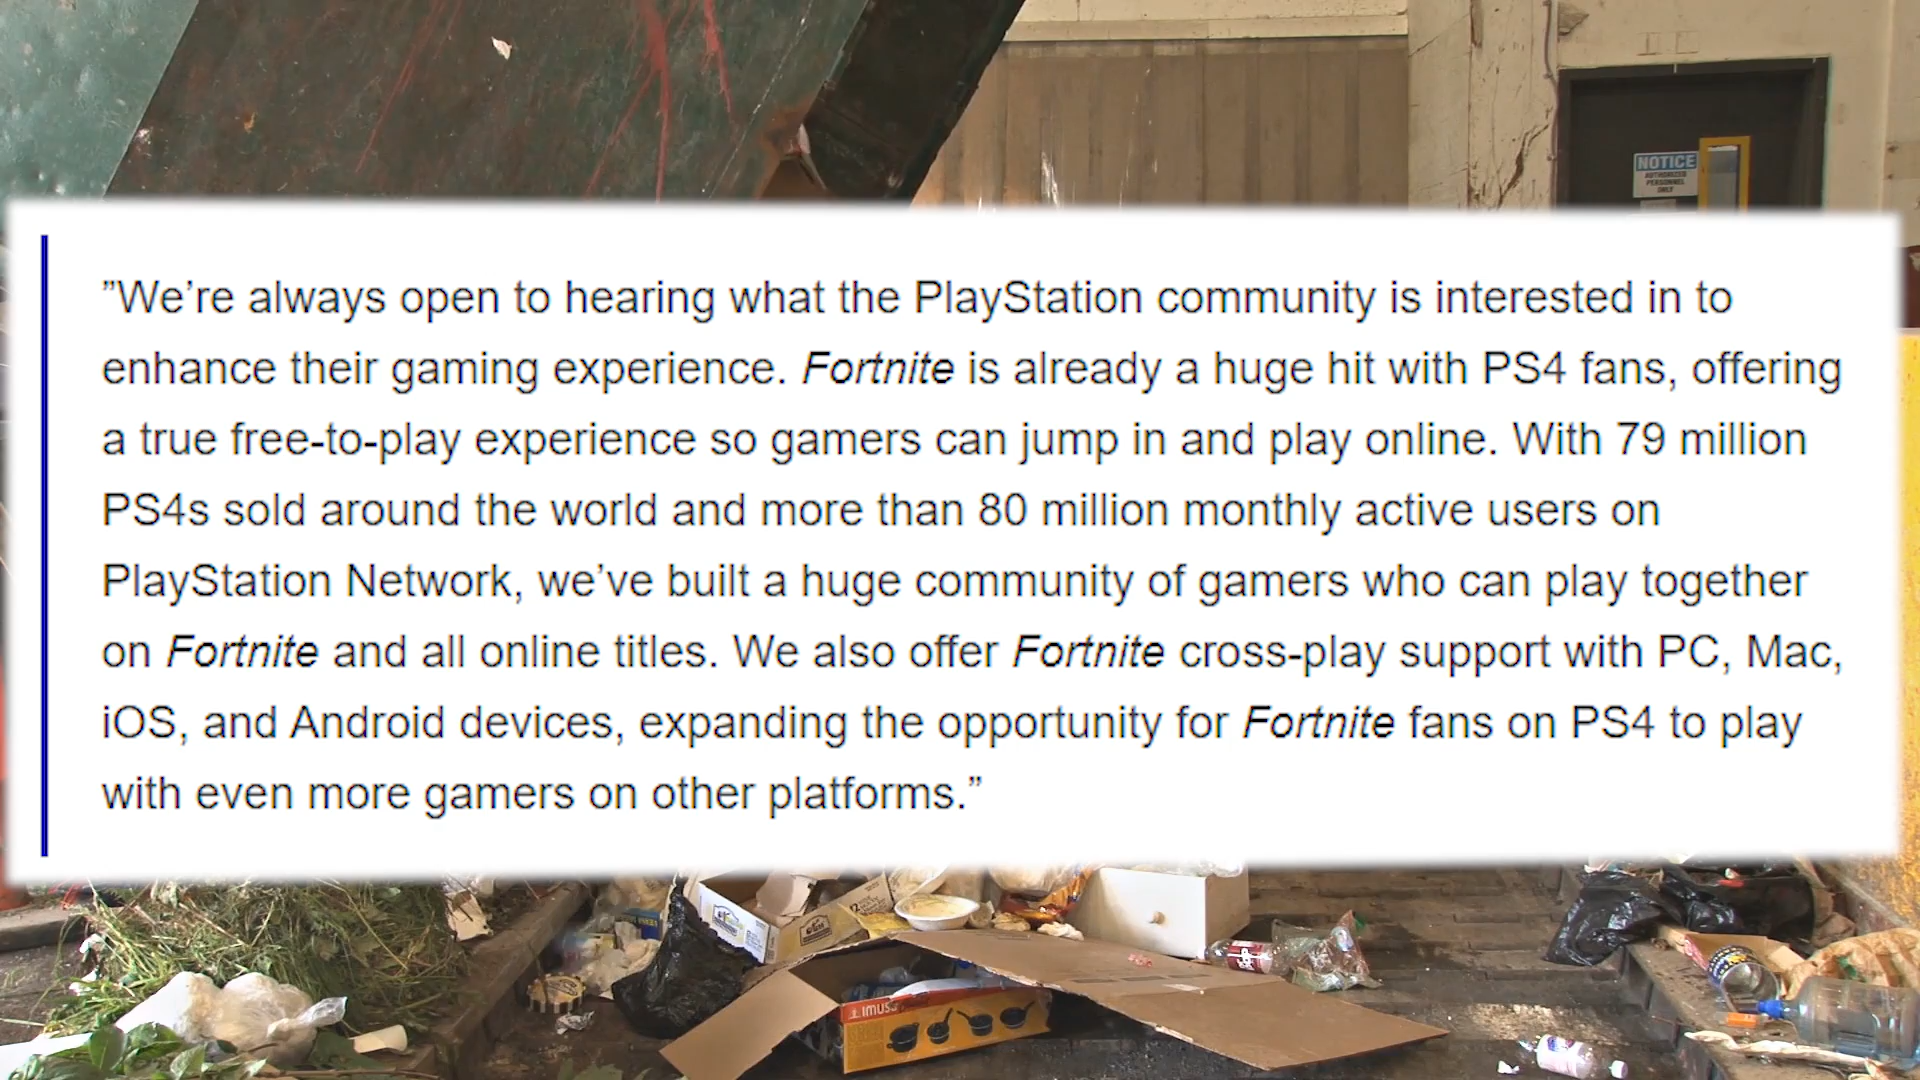 NOTICE
AUTHORIZED
PERSONNEL
ONLY
”We’re always open to hearing what the PlayStation community is interested in to
enhance their gaming experience. Fortnite is already a huge hit with PS4 fans, offering
a true free-to-play experience so gamers can jump in and play online. With 79 million
PS4s sold around the world and more than 80 million monthly active users on
PlayStation Network, we’ve built a huge community of gamers who can play together
on Fortnite and all online titles. We also offer Fortnite cross-play support with PC, Mac,
iOS, and Android devices, expanding the opportunity for Fortnite fans on PS4 to play
with even more gamers on other platforms.”
IMUSA